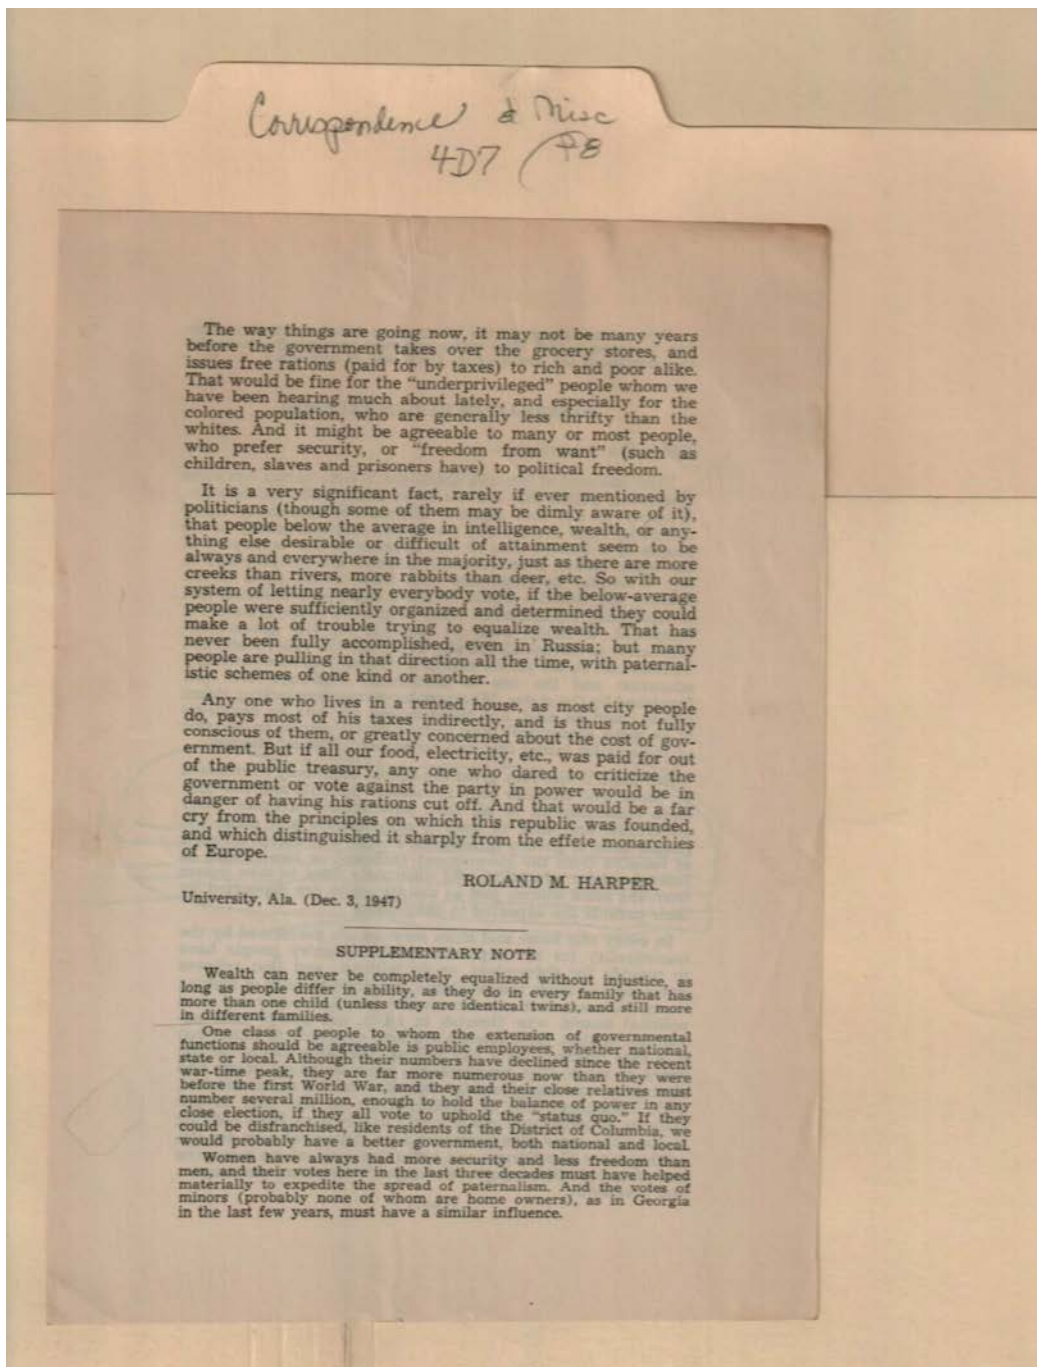 Correspondence & Misc
4D7
The way things are going now, it may not be many years
before the government takes over the grocery stores, and
issues free rations (paid for by taxes) to rich and poor alike.
That would be fine for the “underprivileged” people whom we
have been hearing much about lately, and especially for the
colored population, who are generally less thrifty than the
whites. And it might be agreeable to many or most people,
who prefer security, or “freedom from want” (such as
children, slaves and prisoners have) to political freedom.
It is a very significant fact, rarely if ever mentioned by
politicians (though some of them may be dimly aware of it),
that people below the average in intelligence, wealth, or any-
thing else desirable or difficult of attainment seem to be
always and everywhere in the majority, just as there are more
creeks than rivers, more rabbits than deer, etc. So with our
system of letting nearly everybody vote, if the below-average
people were sufficiently organized and determined they could
make a lot of trouble trying to equalize wealth. That has
never been fully accomplished, even in Russia; but many
people are pulling in that direction all the time, with paternal-
istic schemes of one kind or another.
Any one who lives in a rented house, as most city people
do, pays most of his taxes indirectly, and is thus not fully
conscious of them, or greatly concerned about the cost of gov-
ernment. But if all our food, electricity, etc., was paid for out
of the public treasury, any one who dared to criticize the
government or vote against the party in power would be in
danger of having his rations cut off. And that would be a far
cry from the principles on which this republic was founded,
and which distinguished it sharply from the effete monarchies
of Europe.
ROLAND M. HARPER.
University, Ala. (Dec. 3, 1947)
SUPPLEMENTARY NOTE
Wealth can never be completely equalized without injustice, as
long as people differ in ability, as they do in every family that has
more than one child (unless they are identical twins), and still more
in different families.
One class of people to whom the extension of governmental
functions should be agreeable is public employees, whether national,
state or local. Although their numbers have declined since the recent
war-time peak, they are far more numerous now than they were
before the first World War, and they and their close relatives must
number several million, enough to hold the balance of power in any
close election, if they all vote to uphold the “status quo.” If they
could be disfranchised, like residents of the District of Columbia, we
would probably have a better government, both national and local.
Women have always had more security and less freedom than
men, and their votes here in the last three decades must have helped
materially to expedite the spread of paternalism. And the votes of
minors (probably none of whom are home owners), as in Georgia
in the last few years, must have a similar influence.